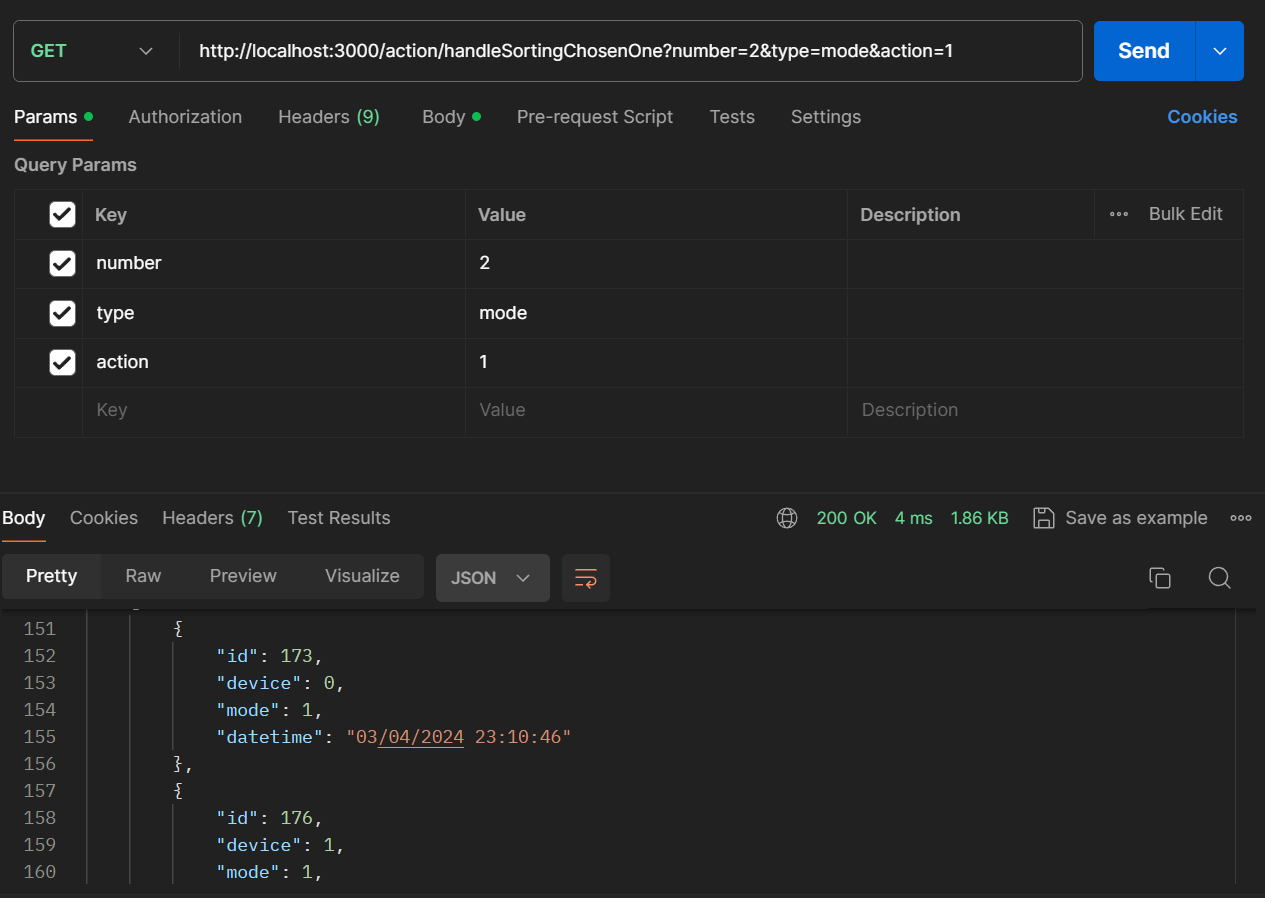 GET http://localhost:3000/action/handleSortingChosenOne?number=2&type=mode&action=1 Send
Params Authorization Headers (9) Body Pre-request Script Tests Settings Cookies
Query Params
Key Value Description Bulk Edit
number 2
type mode
action 1
Key Value Description
Body Cookies Headers (7) Test Results 200 OK 4 ms 1.86 KB Save as example
Pretty Raw Preview Visualize JSON
151 {
152 "id": 173,
153 "device": 0,
154 "mode": 1,
155 "datetime": "03/04/2024 23:10:46"
156 },
157 {
158 "id": 176,
159 "device": 1,
160 "mode": 1,